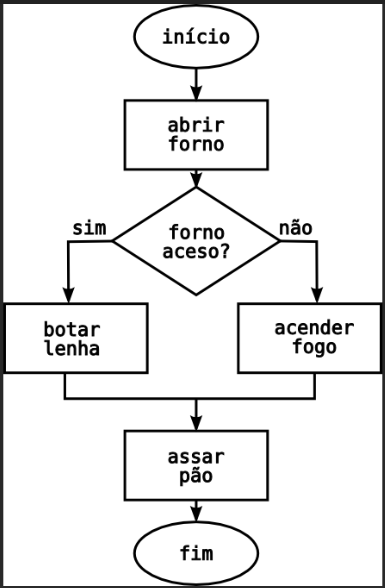 início
abrir
forno
sim
forno
aceso?
não
botar
lenha
acender
fogo
assar
pão
fim